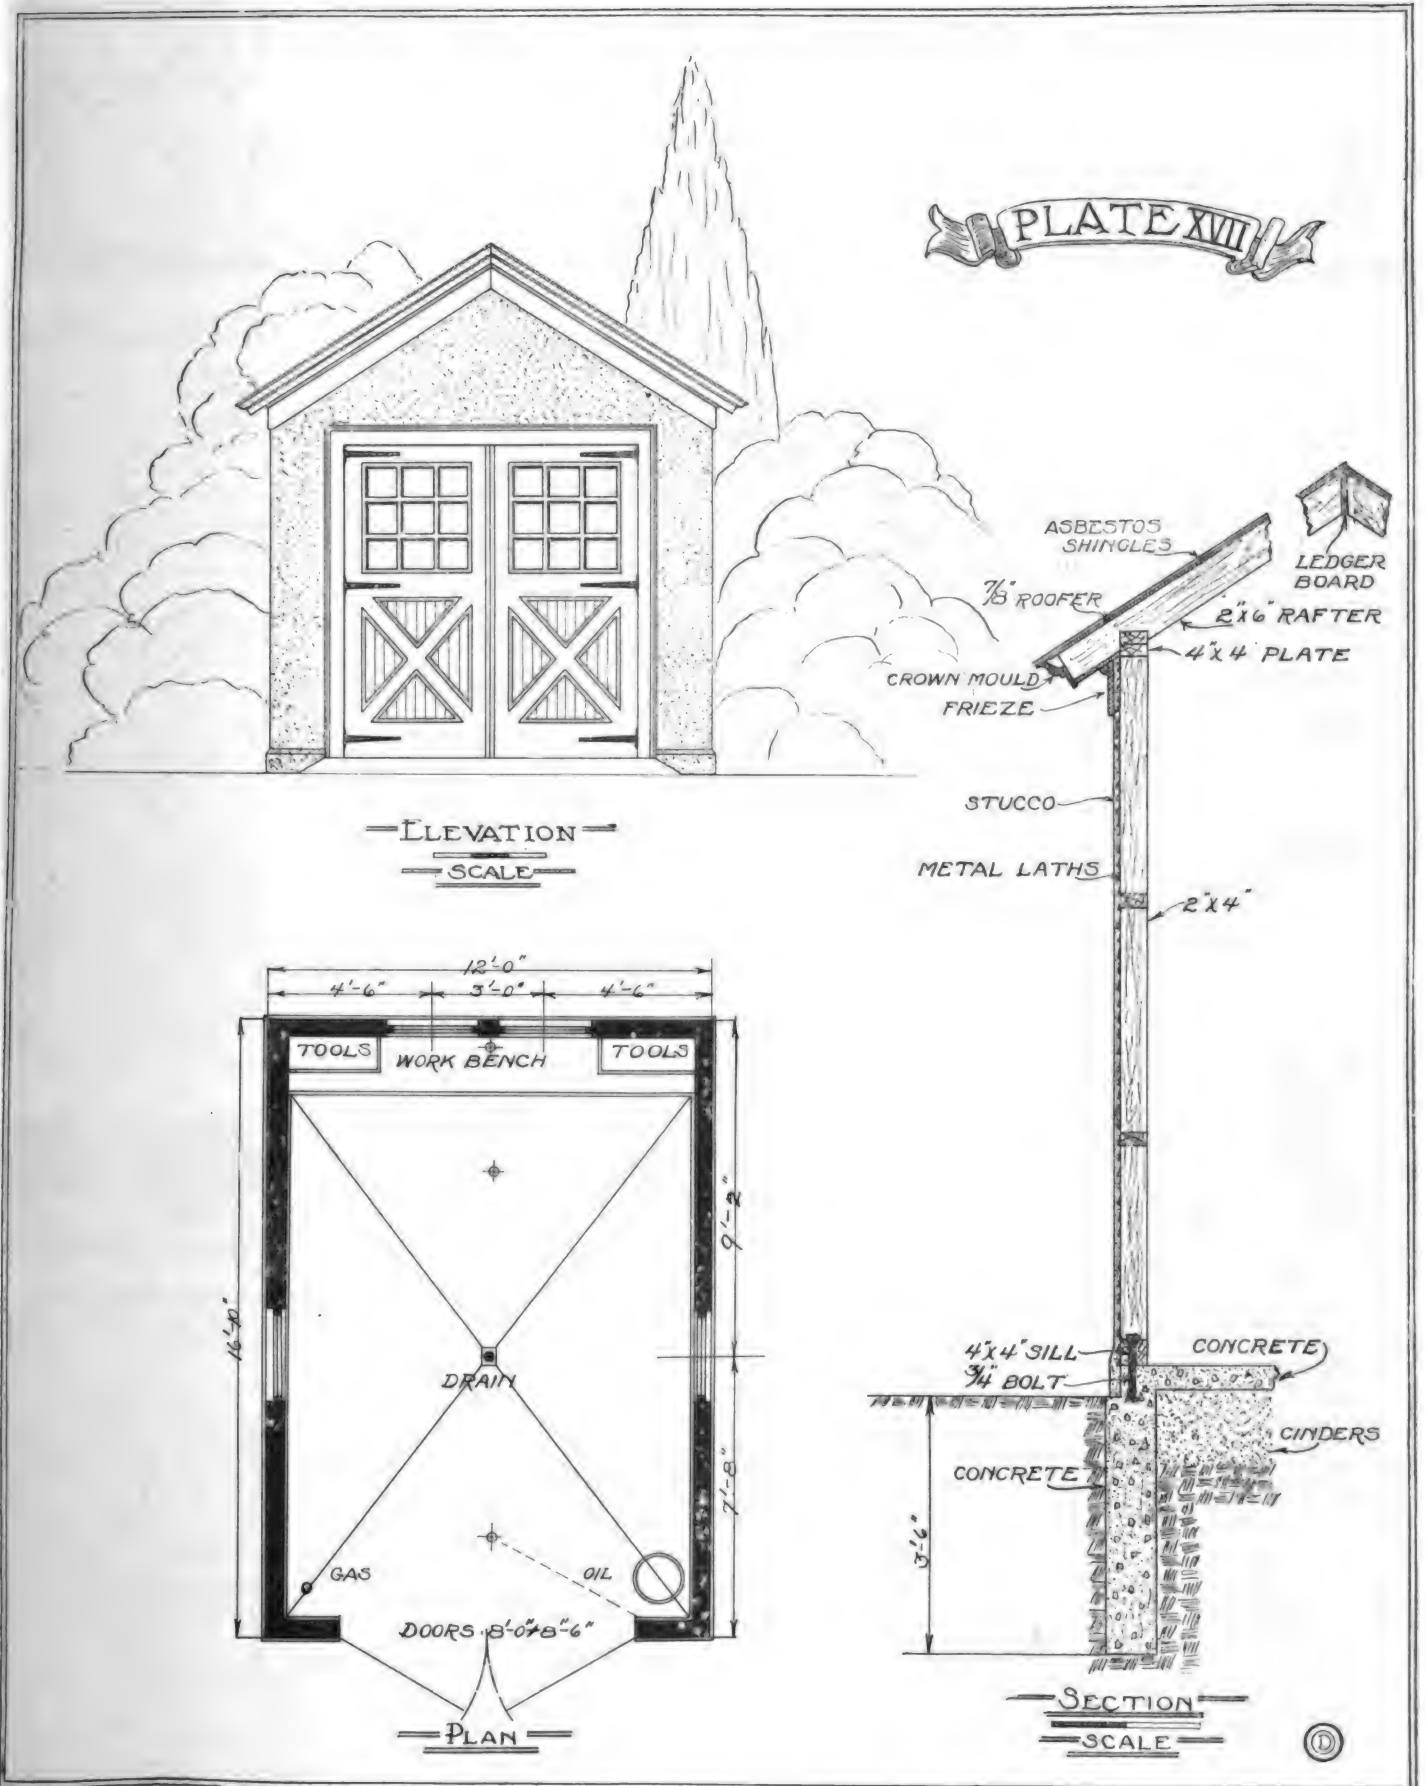 PLATE XVII
ELEVATION
SCALE
ASBESTOS
SHINGLES
7/8" ROOFER
LEDGER
BOARD
2"X6" RAFTER
4"X4" PLATE
CROWN MOULD
FRIEZE
STUCCO
METAL LATHS
2"X4"
4"X4" SILL
3/4" BOLT
CONCRETE
CINDERS
CONCRETE
3'-6"
SECTION
SCALE
12'-0"
4'-6" 3'-0" 4'-6"
TOOLS WORK BENCH TOOLS
16'-10"
9'-2"
DRAIN
7'-8"
GAS OIL
DOORS 8'-0"x8'-6"
PLAN
D